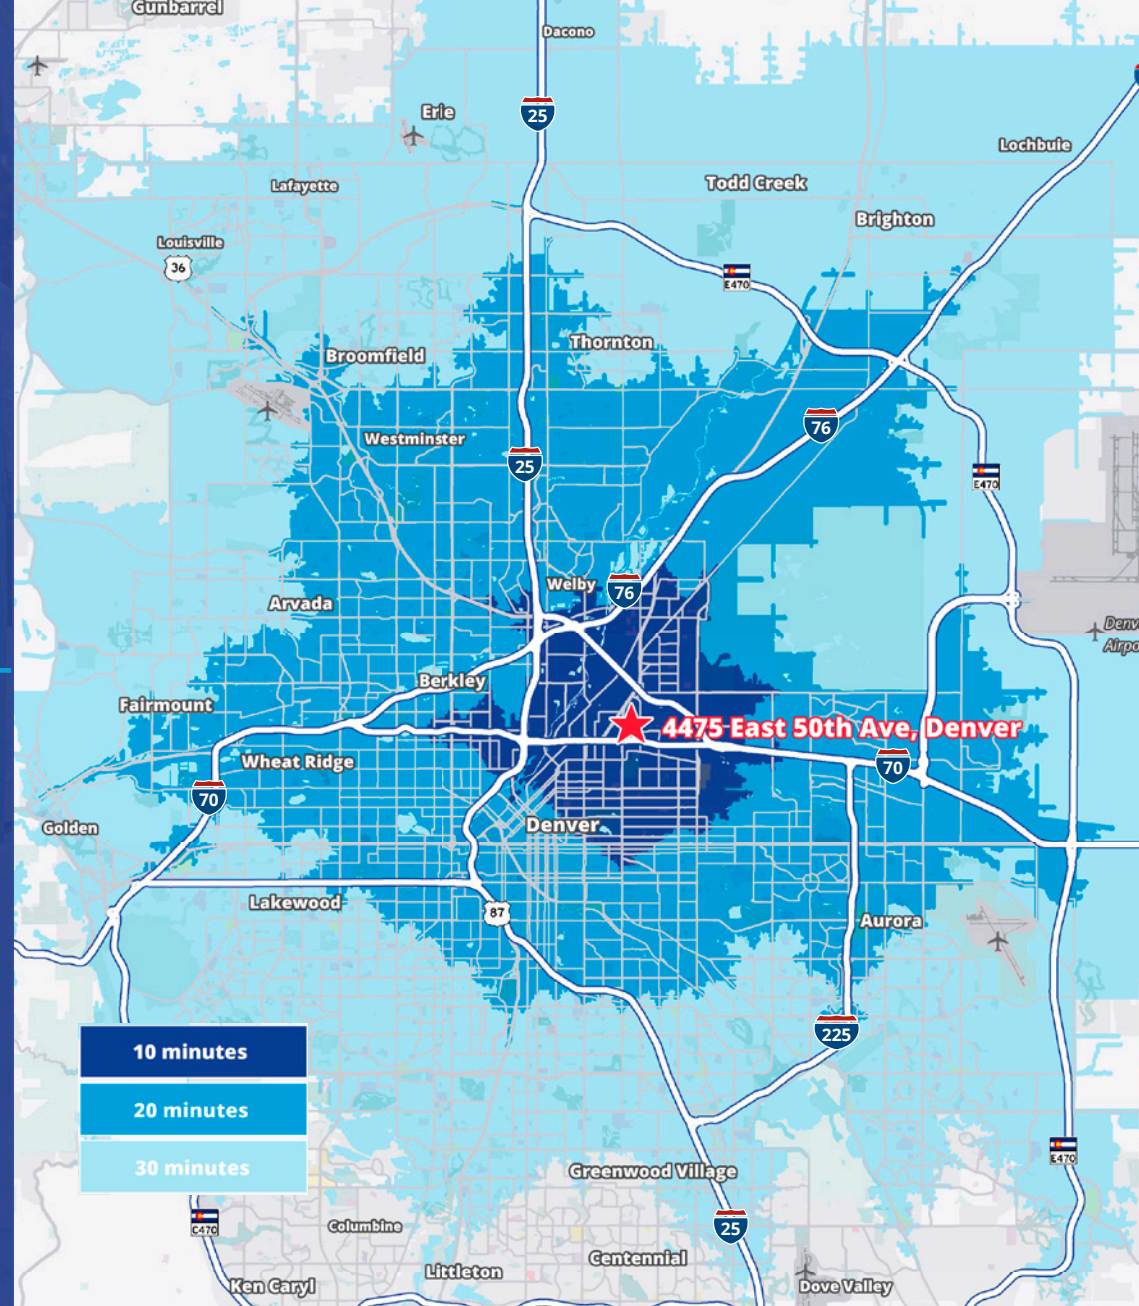 Gunbarrel
Dacono
25
Erie
Lochbuie
Lafayette
Todd Creek
Brighton
Louisville
36
E470
Thornton
Broomfield
76
Westminster
25
E470
Welby
76
Arvada
Denv
Airpo
Berkley
Fairmount
4475 East 50th Ave, Denver
Wheat Ridge
70
70
Golden
Denver
Lakewood
87
Aurora
225
10 minutes
20 minutes
30 minutes
E470
Greenwood Village
C470
Columbine
25
Centennial
Littleton
Ken Caryl
Dove Valley